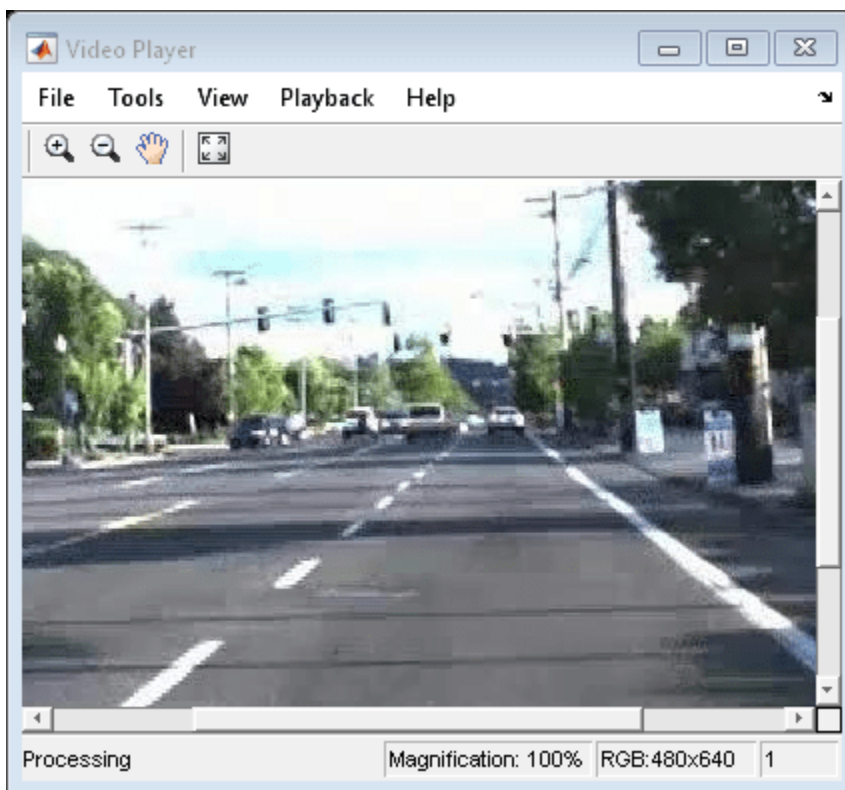 Video Player
File Tools View Playback Help
Processing Magnification: 100% RGB:480x640 1